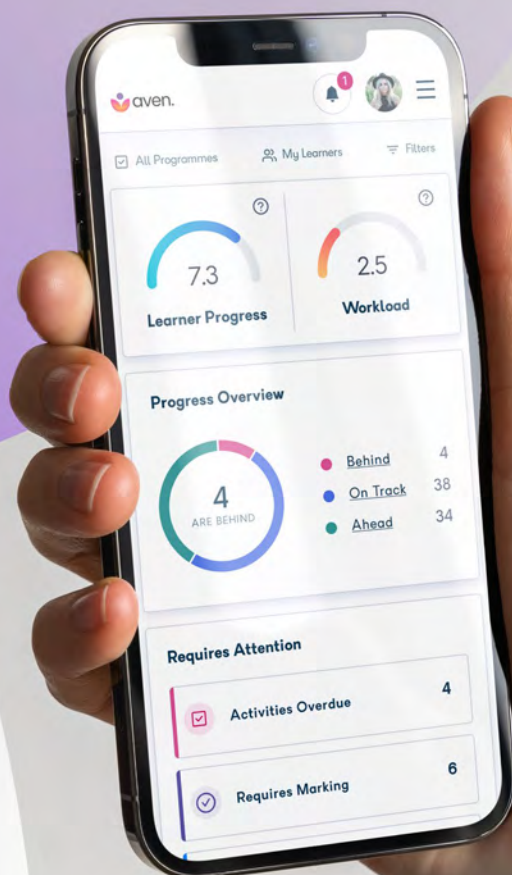 aven.
1
All Programmes
My Learners
Filters
?
?
7.3
2.5
Learner Progress
Workload
Progress Overview
4
ARE BEHIND
Behind 4
On Track 38
Ahead 34
Requires Attention
Activities Overdue 4
Requires Marking 6